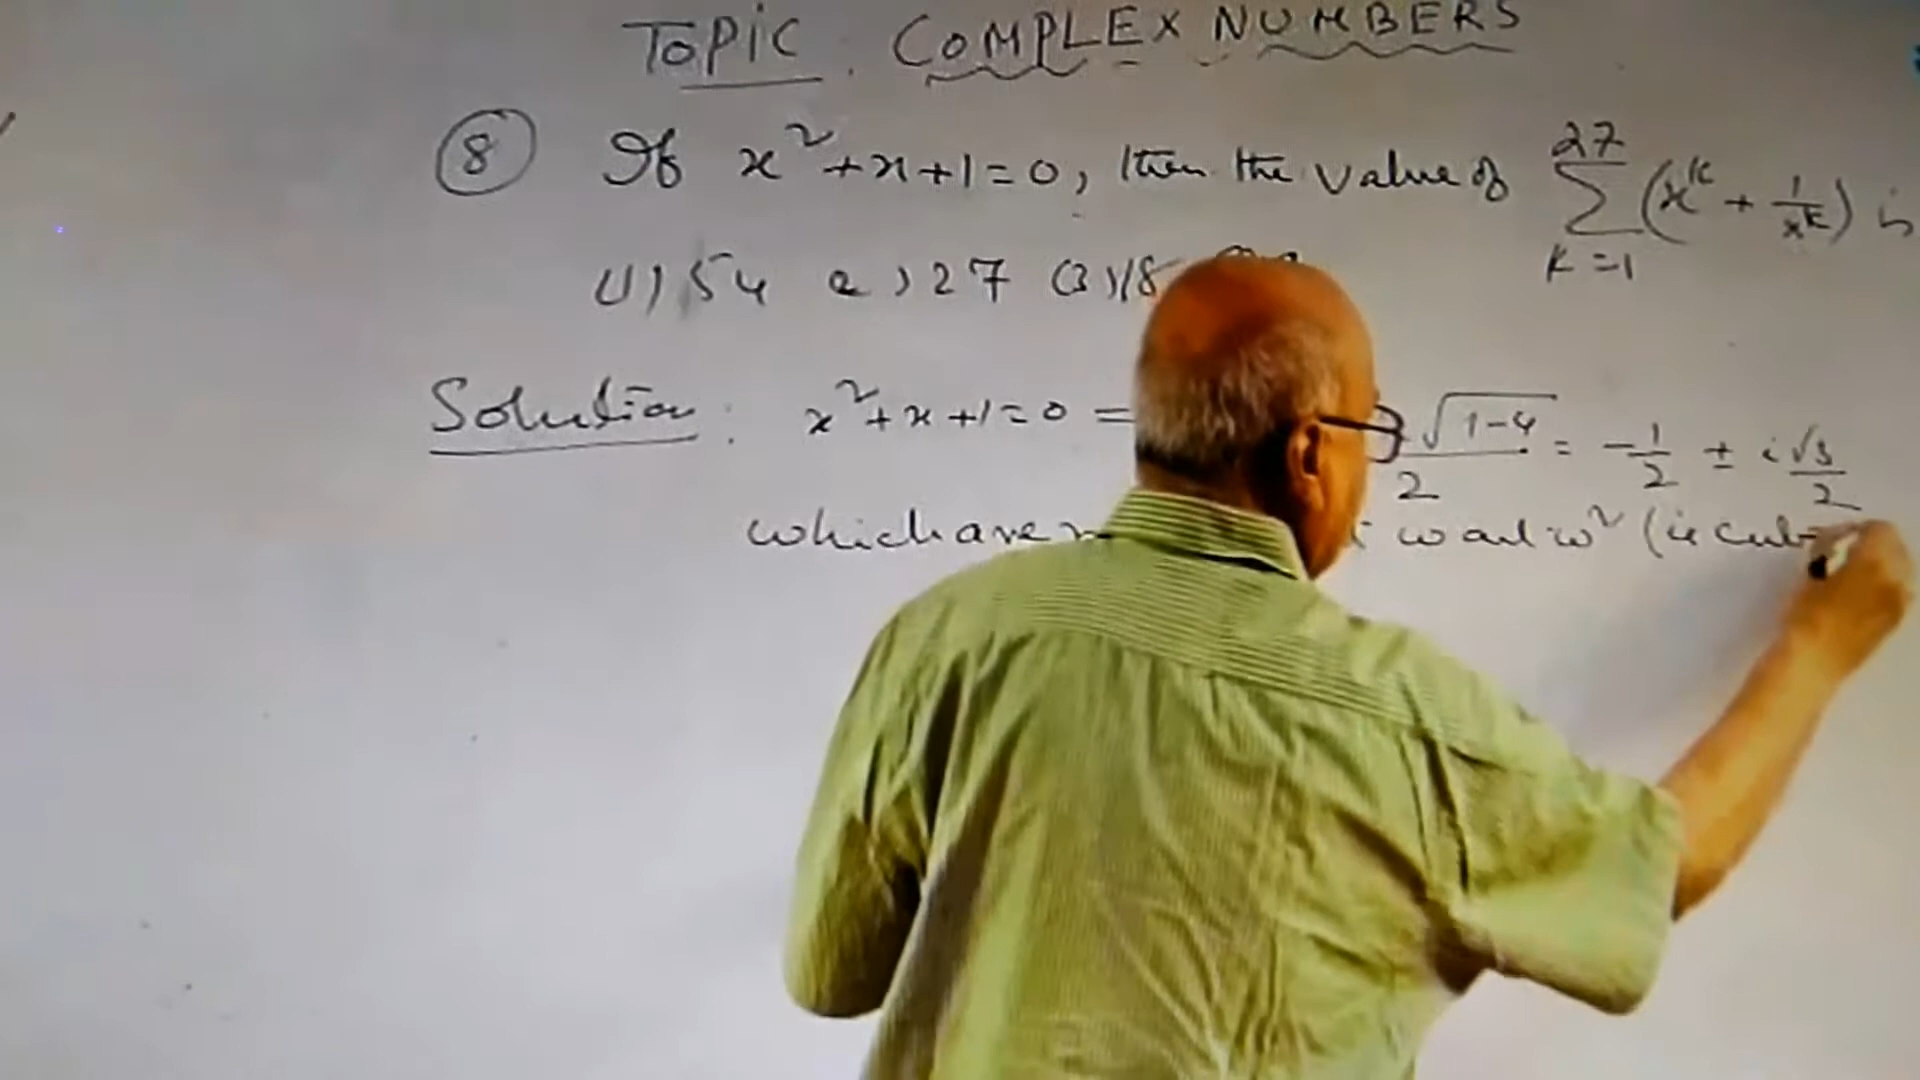 TOPIC . COMPLEX NUMBERS
8 If x²+x+1=0, then the value of 27 Σ k=1 (x^k + 1/x^k) is
(1) 54 2) 27 (3) 18
Solution : x²+x+1=0 = √1-4 / 2 = -1/2 ± i√3/2
which are w and w² (ie cub